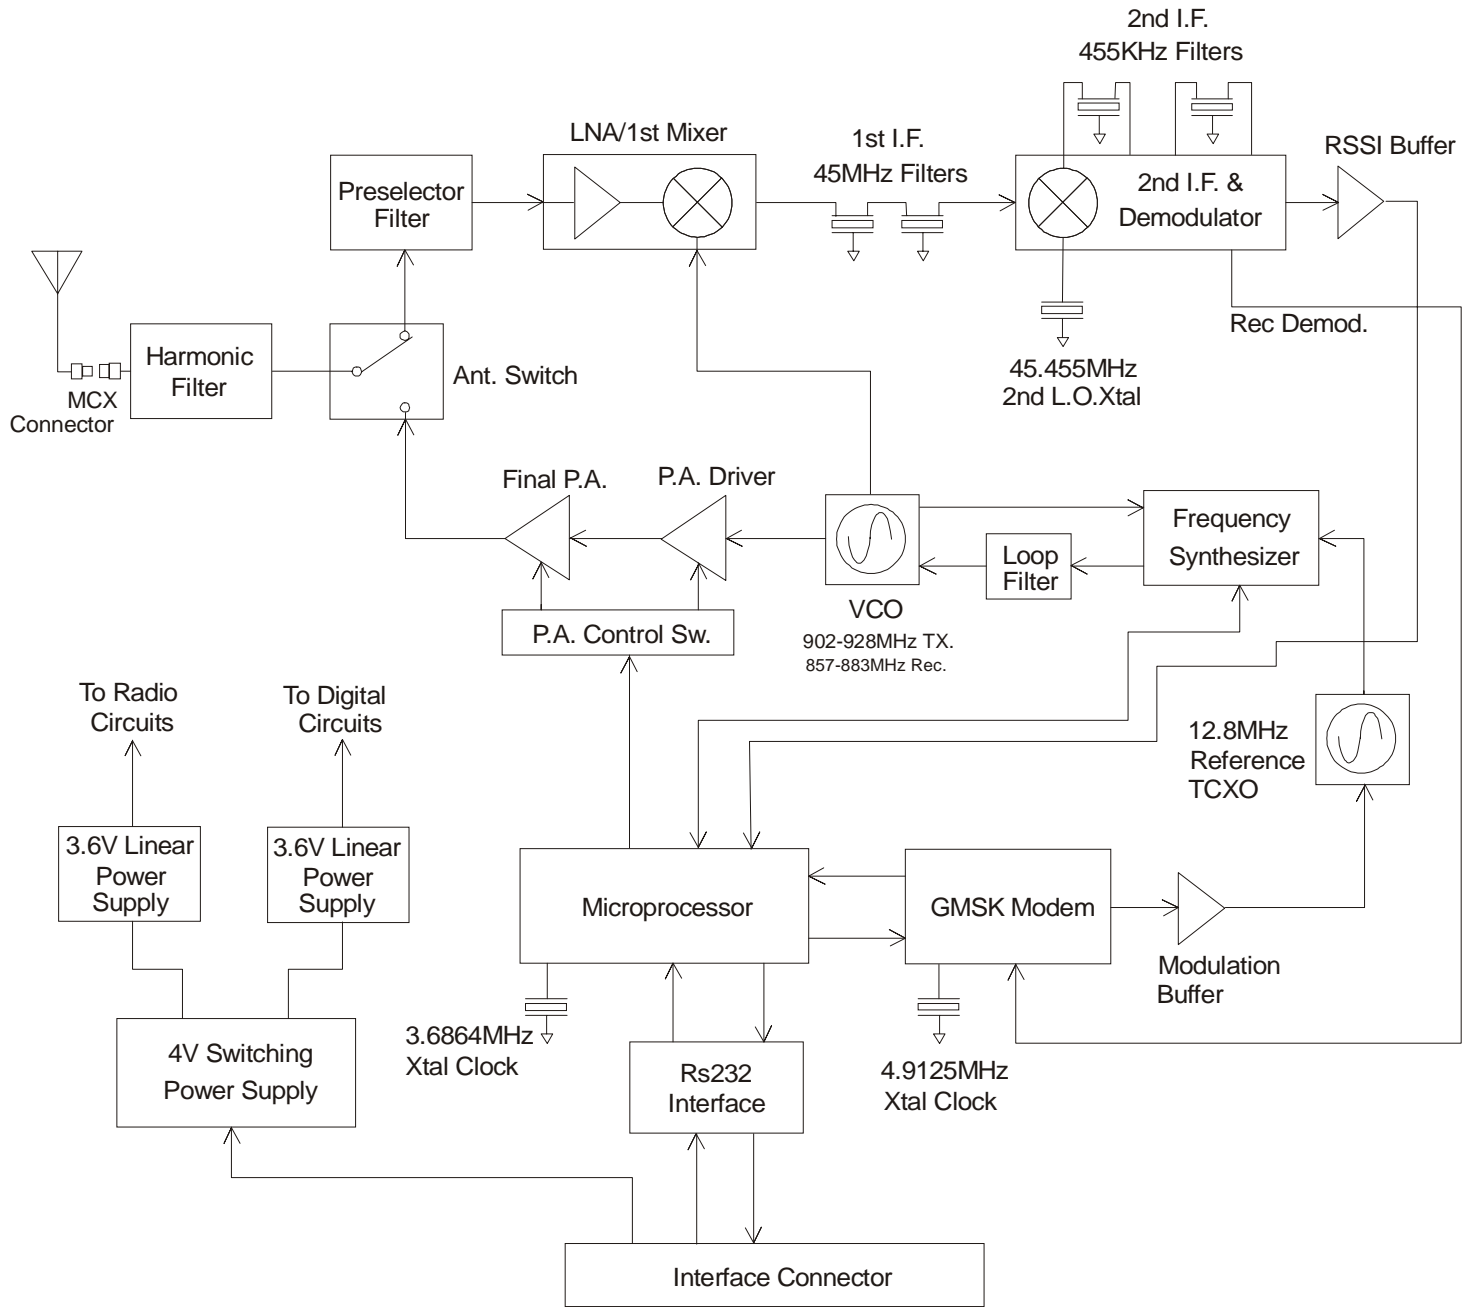 2nd I.F.
455KHz Filters
LNA/1st Mixer
1st I.F.
45MHz Filters
RSSI Buffer
Preselector
Filter
2nd I.F. &
Demodulator
Rec Demod.
Harmonic
Filter
MCX
Connector
Ant. Switch
45.455MHz
2nd L.O.Xtal
Final P.A.
P.A. Driver
Frequency
Synthesizer
Loop
Filter
VCO
902-928MHz TX.
857-883MHz Rec.
P.A. Control Sw.
To Radio
Circuits
To Digital
Circuits
12.8MHz
Reference
TCXO
3.6V Linear
Power
Supply
3.6V Linear
Power
Supply
Microprocessor
GMSK Modem
Modulation
Buffer
3.6864MHz
Xtal Clock
4.9125MHz
Xtal Clock
4V Switching
Power Supply
Rs232
Interface
Interface Connector